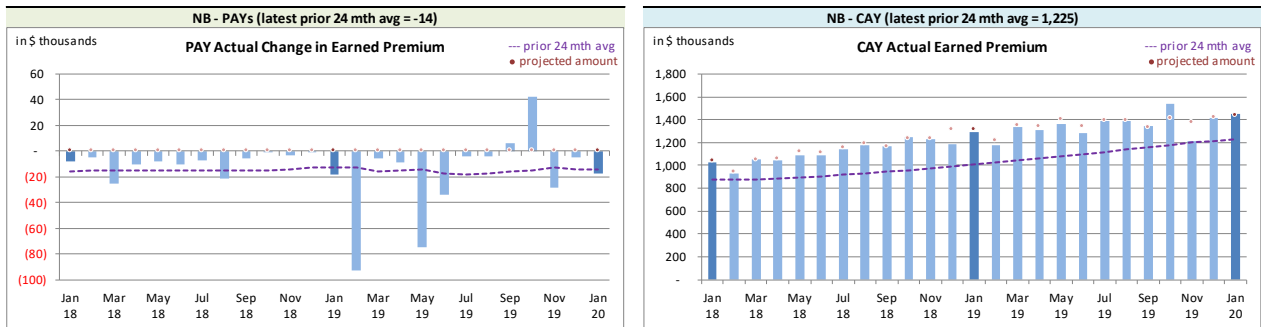 NB - PAYs (latest prior 24 mth avg = -14)
in $ thousands
PAY Actual Change in Earned Premium
--- prior 24 mth avg
• projected amount
60
40
20
-
(20)
(40)
(60)
(80)
(100)
Jan Mar May Jul Sep Nov Jan Mar May Jul Sep Nov Jan
18 18 18 18 18 18 19 19 19 19 19 19 20
NB - CAY (latest prior 24 mth avg = 1,225)
in $ thousands
CAY Actual Earned Premium
--- prior 24 mth avg
• projected amount
1,800
1,600
1,400
1,200
1,000
800
600
400
200
-
Jan Mar May Jul Sep Nov Jan Mar May Jul Sep Nov Jan
18 18 18 18 18 18 19 19 19 19 19 19 20